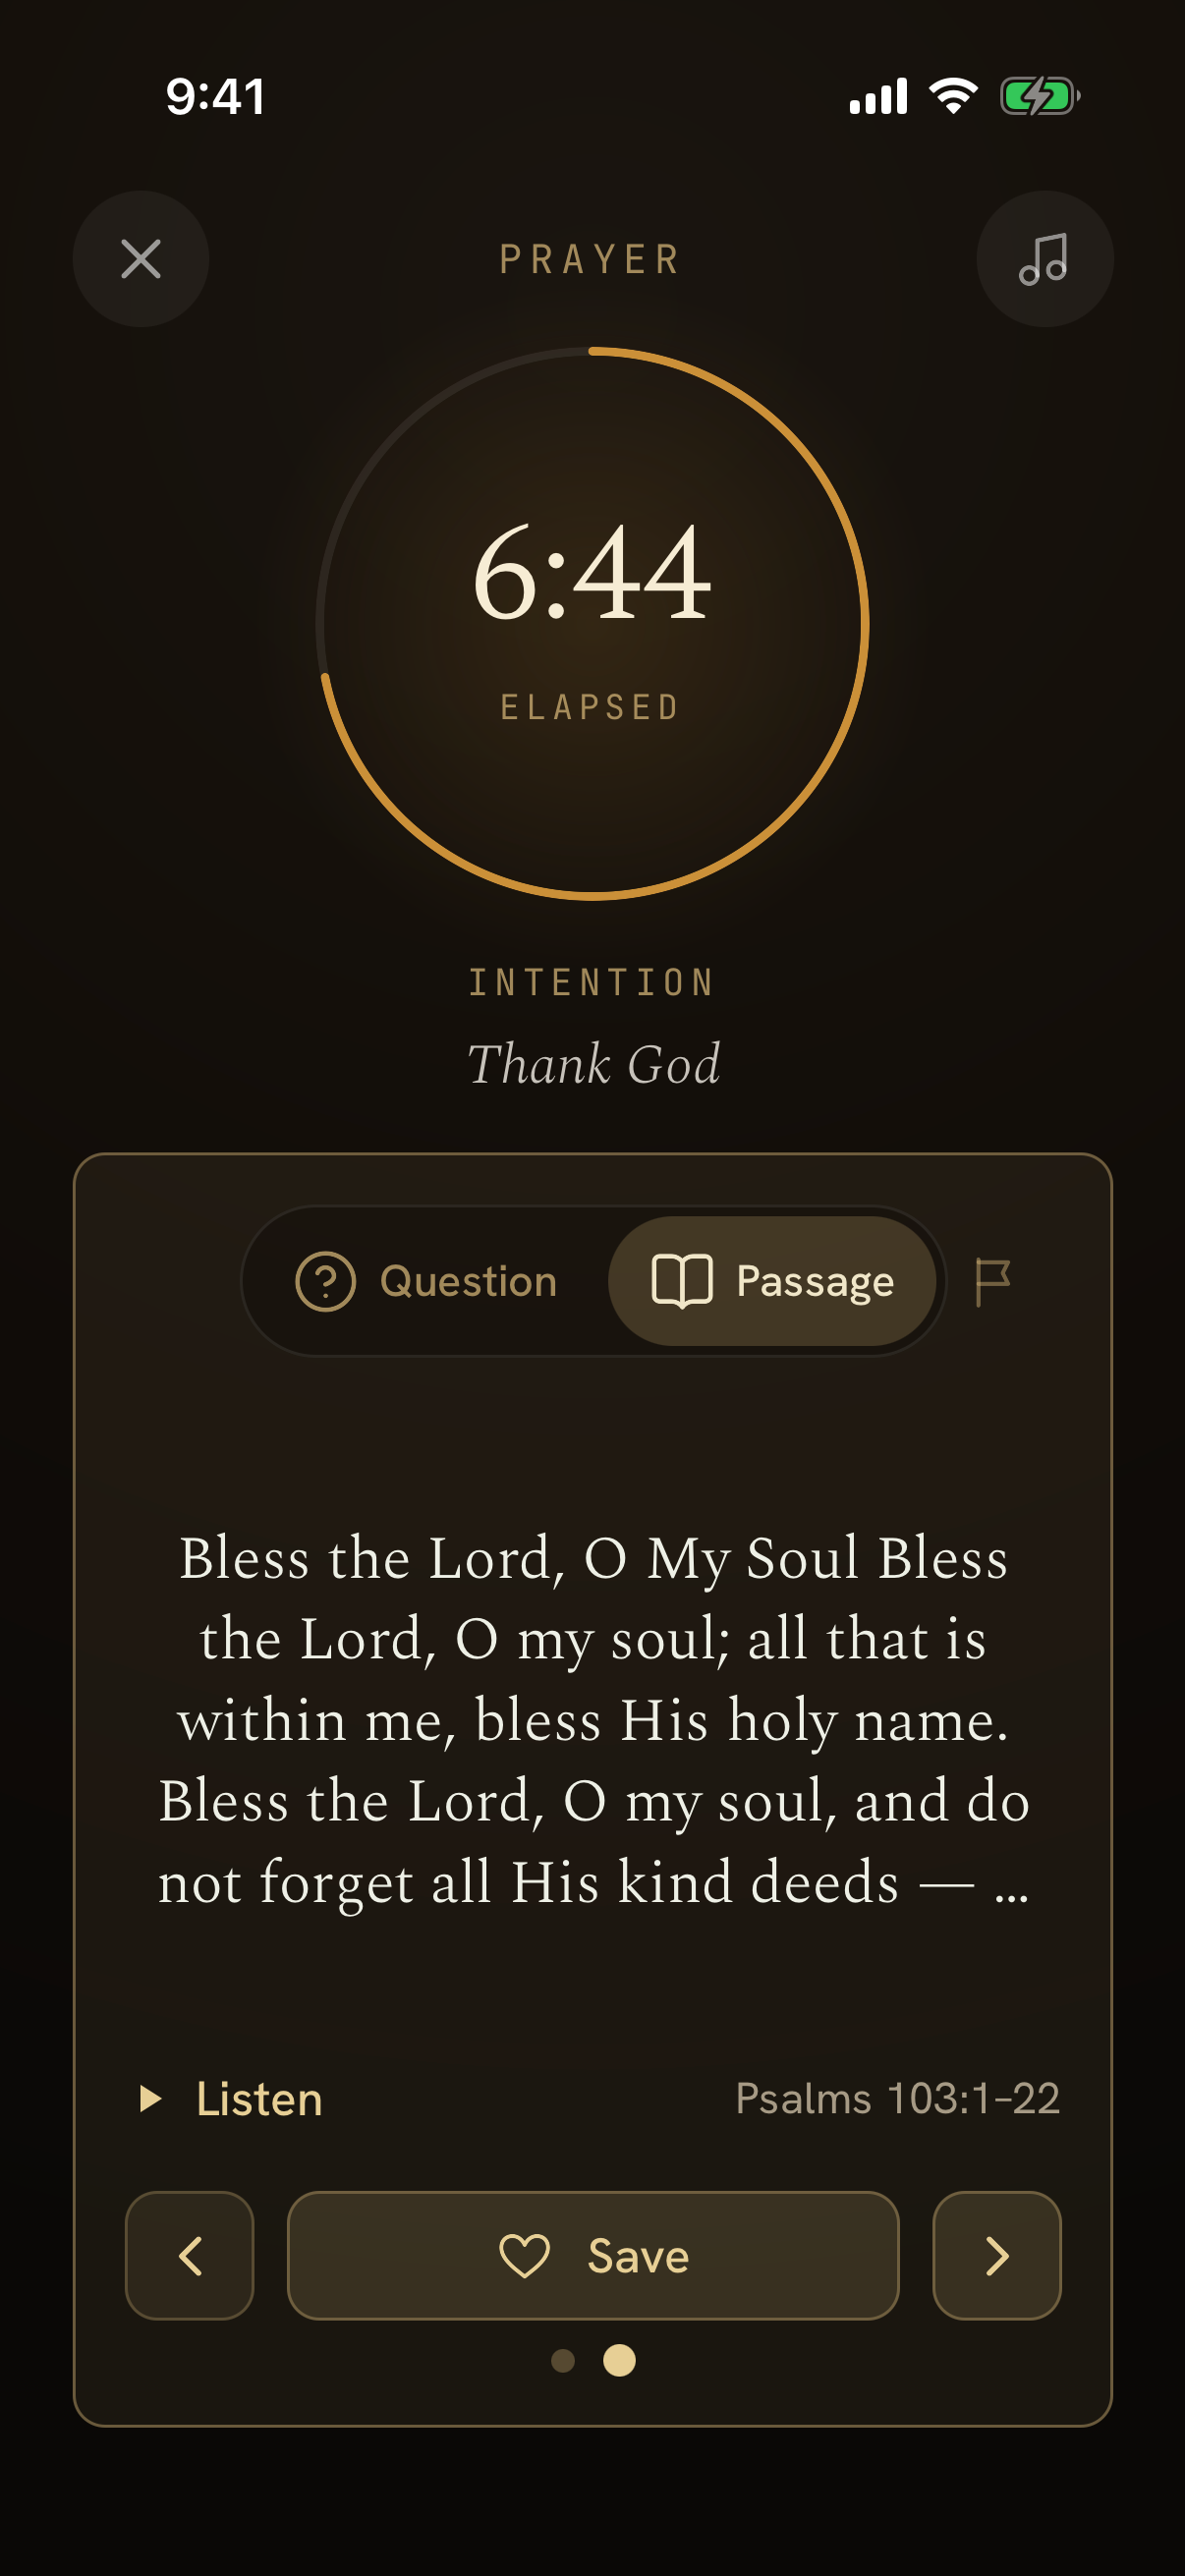 9:41
PRAYER
6:44
ELAPSED
INTENTION
Thank God
Question
Passage
Bless the Lord, O My Soul Bless
the Lord, O my soul; all that is
within me, bless His holy name.
Bless the Lord, O my soul, and do
not forget all His kind deeds — ...
Listen
Psalms 103:1–22
Save